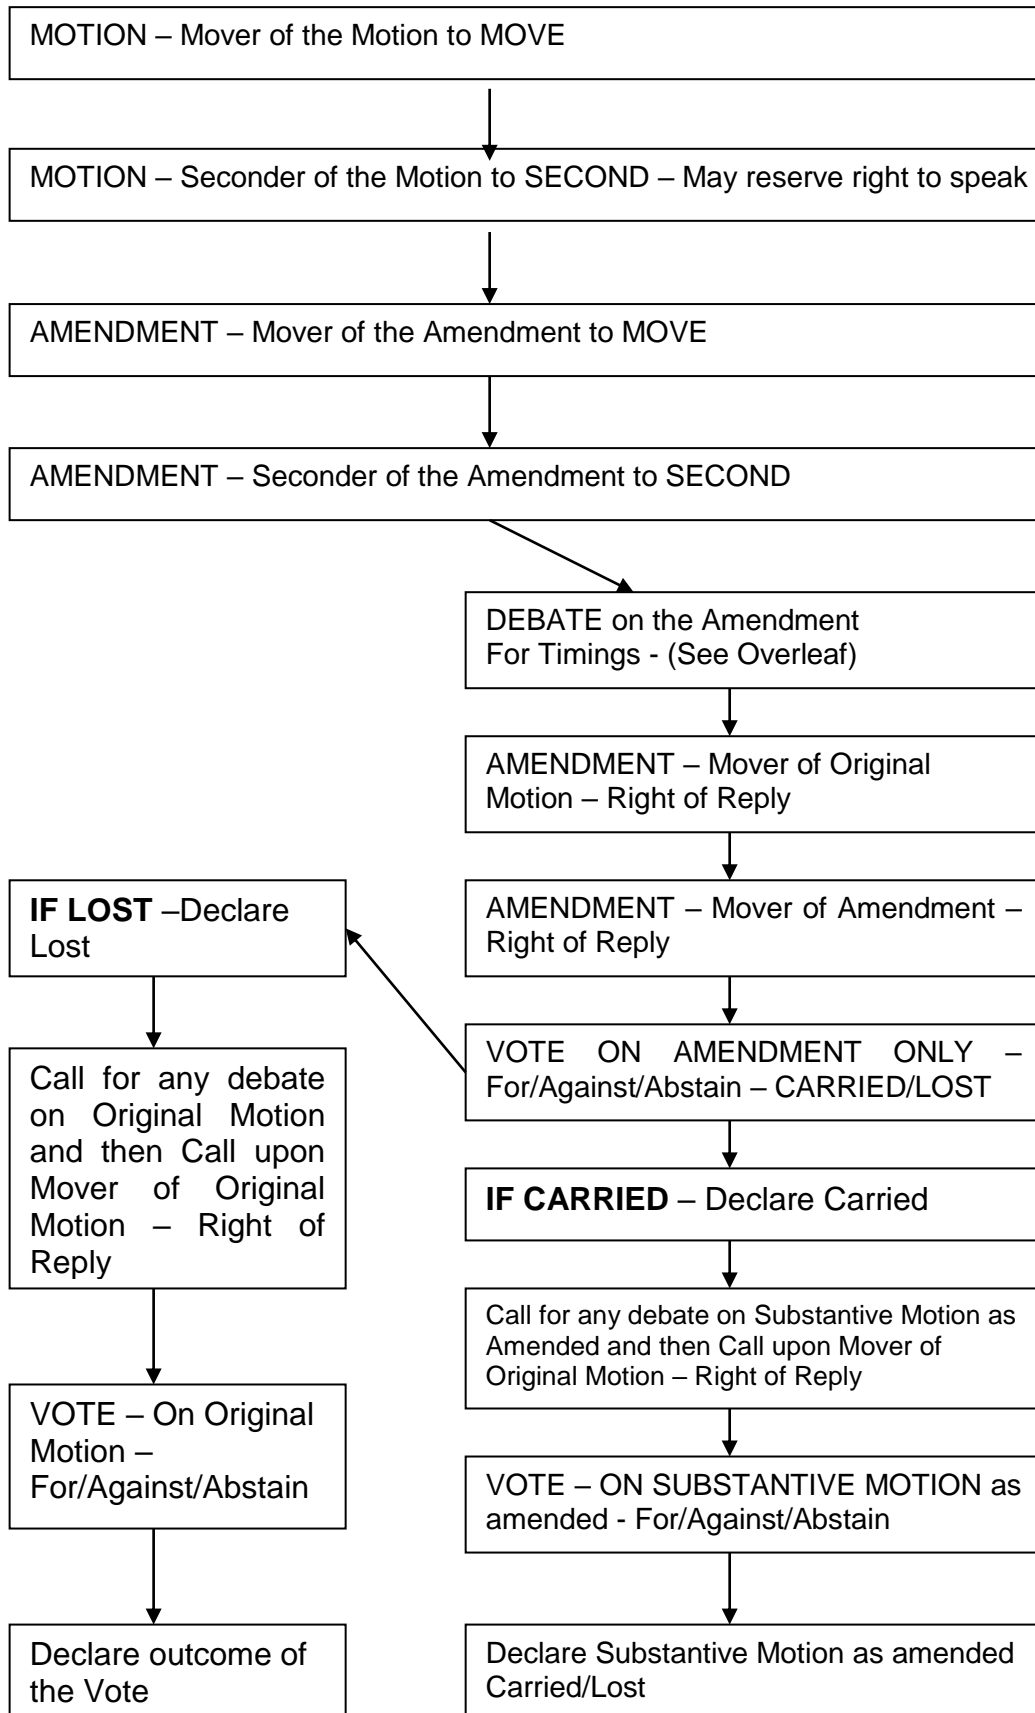 MOTION – Mover of the Motion to MOVE
MOTION – Seconder of the Motion to SECOND – May reserve right to speak
AMENDMENT – Mover of the Amendment to MOVE
AMENDMENT – Seconder of the Amendment to SECOND
DEBATE on the Amendment
For Timings - (See Overleaf)
AMENDMENT – Mover of Original
Motion – Right of Reply
AMENDMENT – Mover of Amendment –
Right of Reply
VOTE ON AMENDMENT ONLY –
For/Against/Abstain – CARRIED/LOST
IF LOST –Declare
Lost
Call for any debate
on Original Motion
and then Call upon
Mover of Original
Motion – Right of
Reply
VOTE – On Original
Motion –
For/Against/Abstain
Declare outcome of
the Vote
IF CARRIED – Declare Carried
Call for any debate on Substantive Motion as
Amended and then Call upon Mover of
Original Motion – Right of Reply
VOTE – ON SUBSTANTIVE MOTION as
amended - For/Against/Abstain
Declare Substantive Motion as amended
Carried/Lost